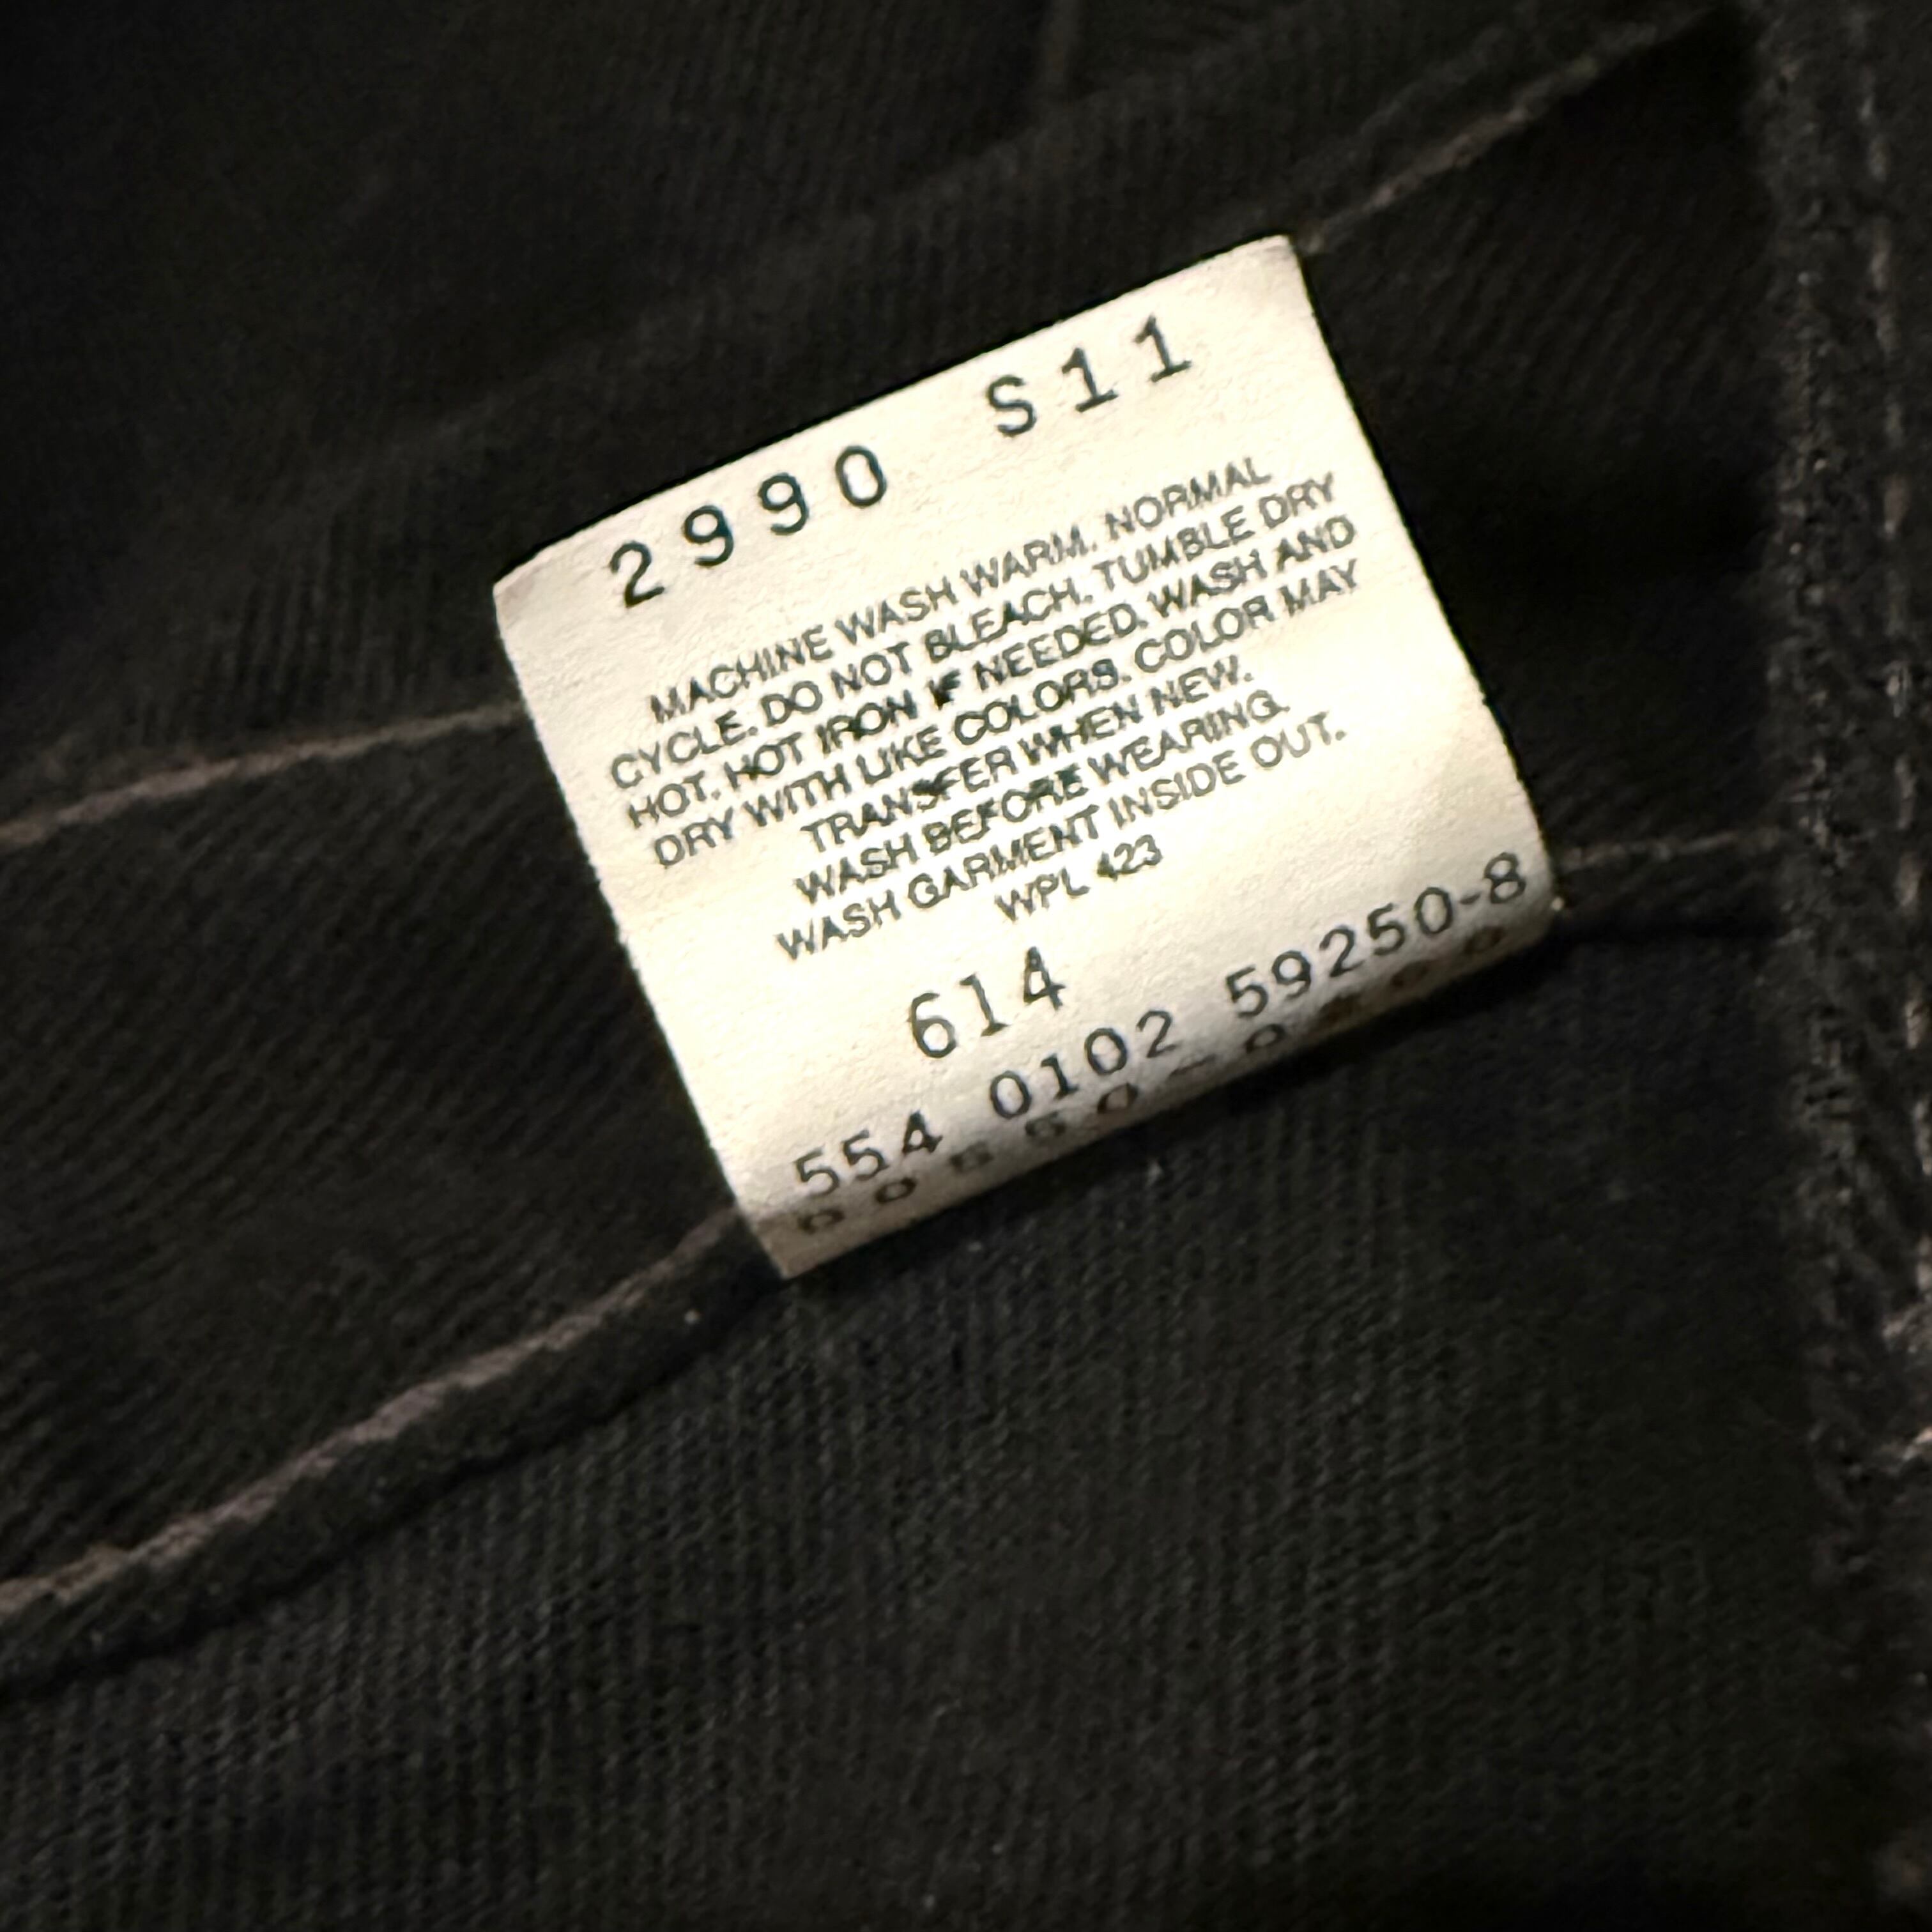 2990 S11
MACHINE WASH WARM. NORMAL
CYCLE. DO NOT BLEACH. TUMBLE DRY
HOT. HOT IRON IF NEEDED. WASH AND
DRY WITH LIKE COLORS. COLOR MAY
TRANSFER WHEN NEW.
WASH BEFORE WEARING.
WASH GARMENT INSIDE OUT.
WPL 423
614
554 0102 59250-8